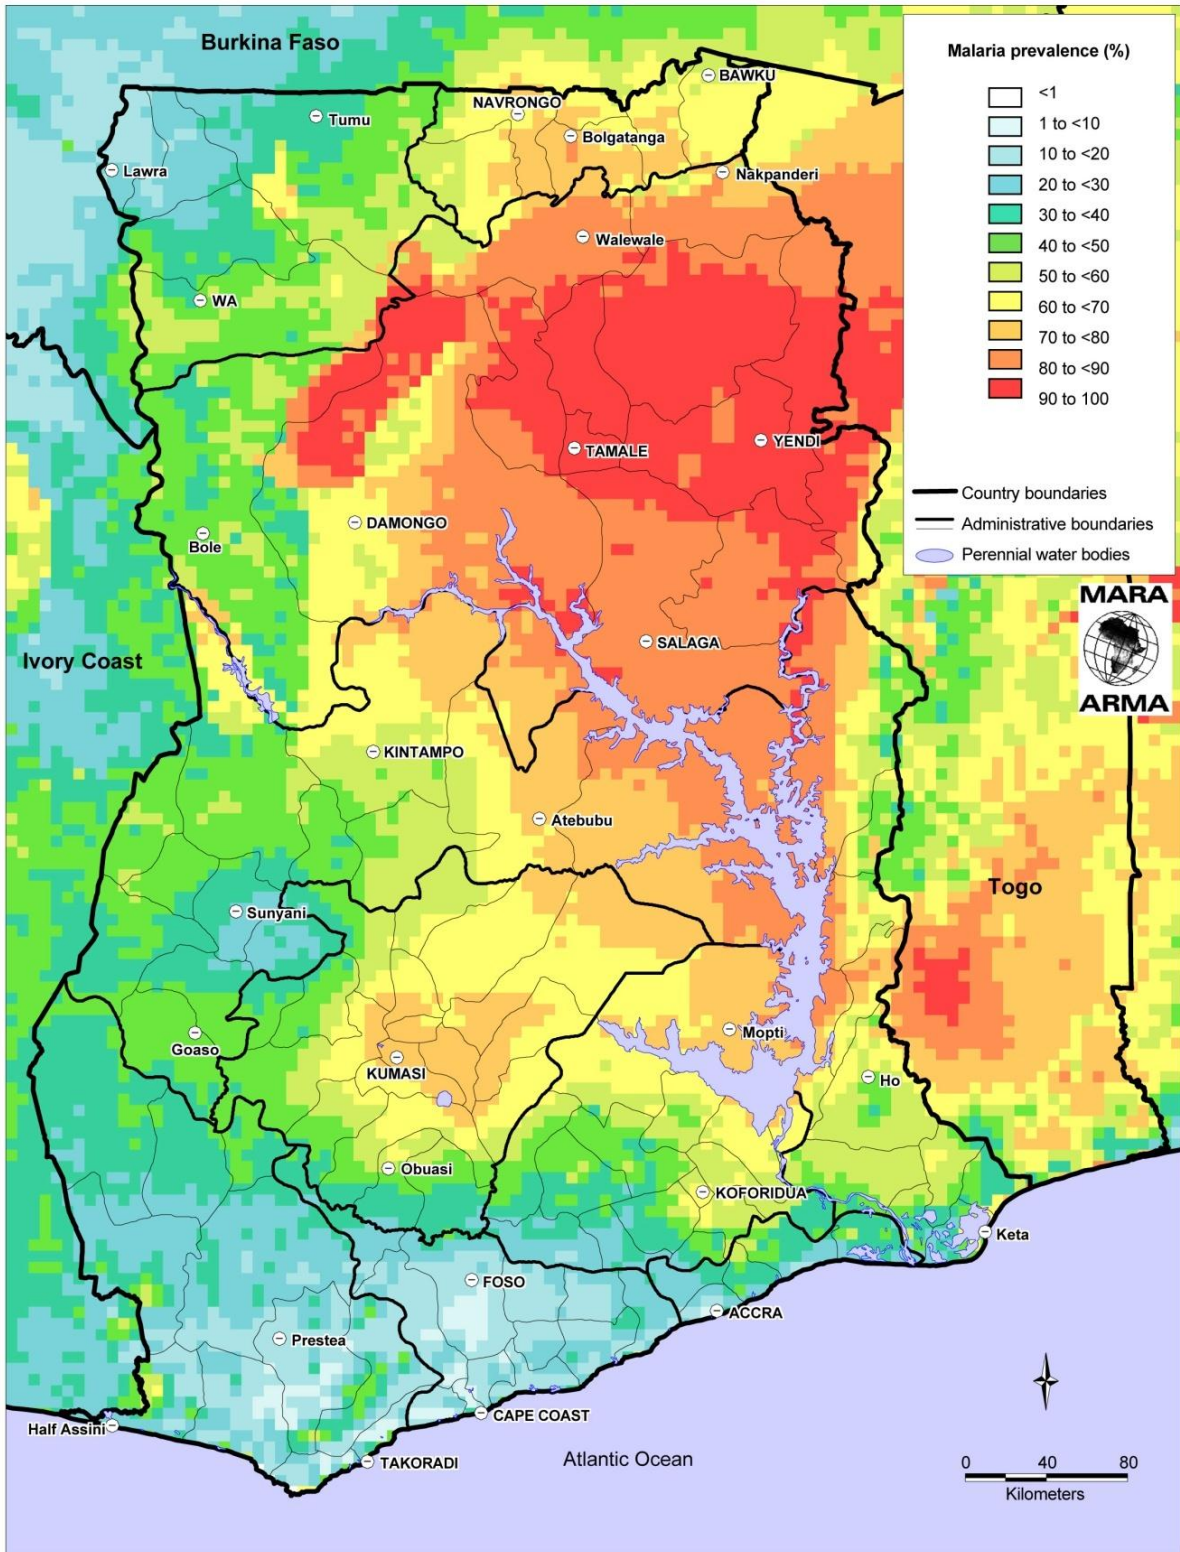 Burkina Faso
Malaria prevalence (%)
<1
1 to <10
10 to <20
20 to <30
30 to <40
40 to <50
50 to <60
60 to <70
70 to <80
80 to <90
90 to 100
Country boundaries
Administrative boundaries
Perennial water bodies
MARA
ARMA
BAWKU
NAVRONGO
Tumu
Bolgatanga
Lawra
Nakpanderi
Walewale
WA
TAMALE
YENDI
DAMONGO
Bole
SALAGA
Ivory Coast
KINTAMPO
Atebubu
Togo
Sunyani
Goaso
Mopti
KUMASI
Ho
Obuasi
KOFORIDUA
Keta
FOSO
ACCRA
Prestea
CAPE COAST
Half Assini
TAKORADI
Atlantic Ocean
0 40 80
Kilometers